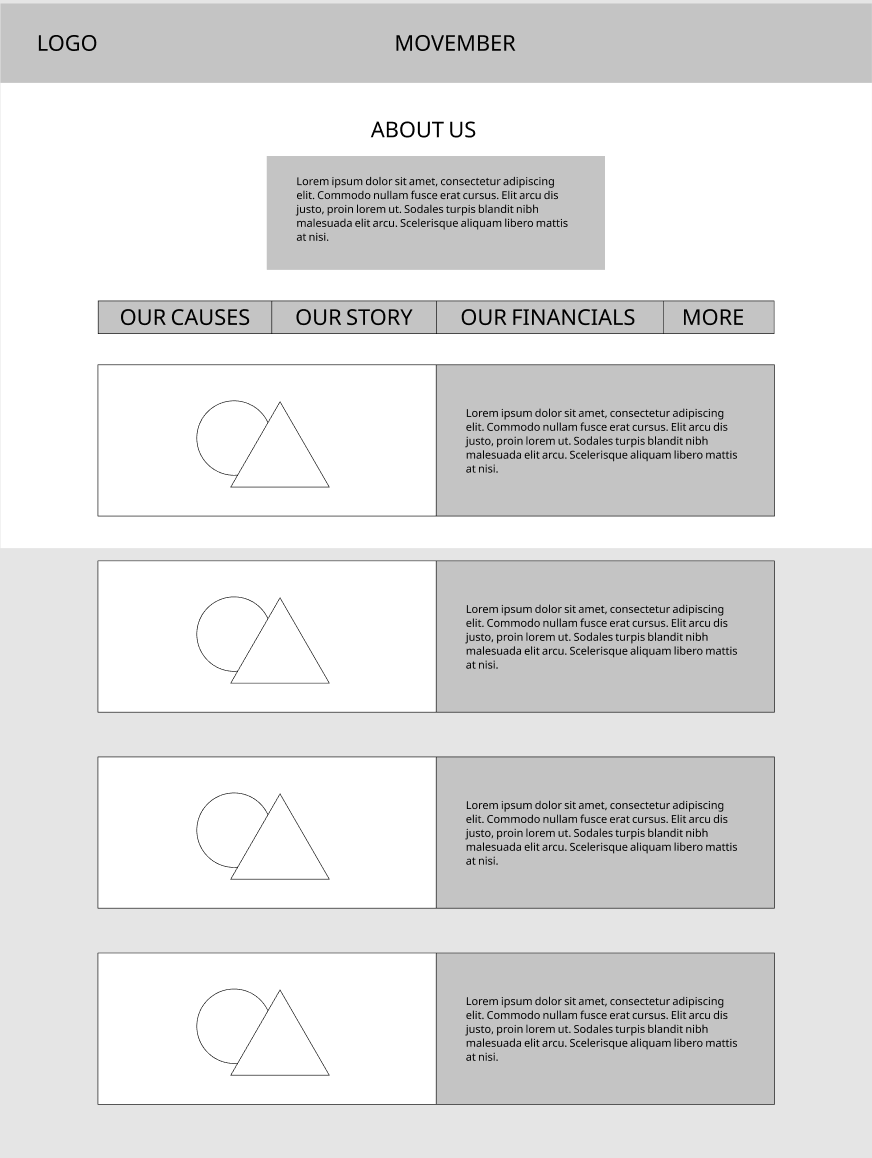 LOGO
MOVEMBER
ABOUT US
Lorem ipsum dolor sit amet, consectetur adipiscing
elit. Commodo nullam fusce erat cursus. Elit arcu dis
justo, proin lorem ut. Sodales turpis blandit nibh
malesuada elit arcu. Scelerisque aliquam libero mattis
at nisi.
OUR CAUSES
OUR STORY
OUR FINANCIALS
MORE
Lorem ipsum dolor sit amet, consectetur adipiscing
elit. Commodo nullam fusce erat cursus. Elit arcu dis
justo, proin lorem ut. Sodales turpis blandit nibh
malesuada elit arcu. Scelerisque aliquam libero mattis
at nisi.
Lorem ipsum dolor sit amet, consectetur adipiscing
elit. Commodo nullam fusce erat cursus. Elit arcu dis
justo, proin lorem ut. Sodales turpis blandit nibh
malesuada elit arcu. Scelerisque aliquam libero mattis
at nisi.
Lorem ipsum dolor sit amet, consectetur adipiscing
elit. Commodo nullam fusce erat cursus. Elit arcu dis
justo, proin lorem ut. Sodales turpis blandit nibh
malesuada elit arcu. Scelerisque aliquam libero mattis
at nisi.
Lorem ipsum dolor sit amet, consectetur adipiscing
elit. Commodo nullam fusce erat cursus. Elit arcu dis
justo, proin lorem ut. Sodales turpis blandit nibh
malesuada elit arcu. Scelerisque aliquam libero mattis
at nisi.